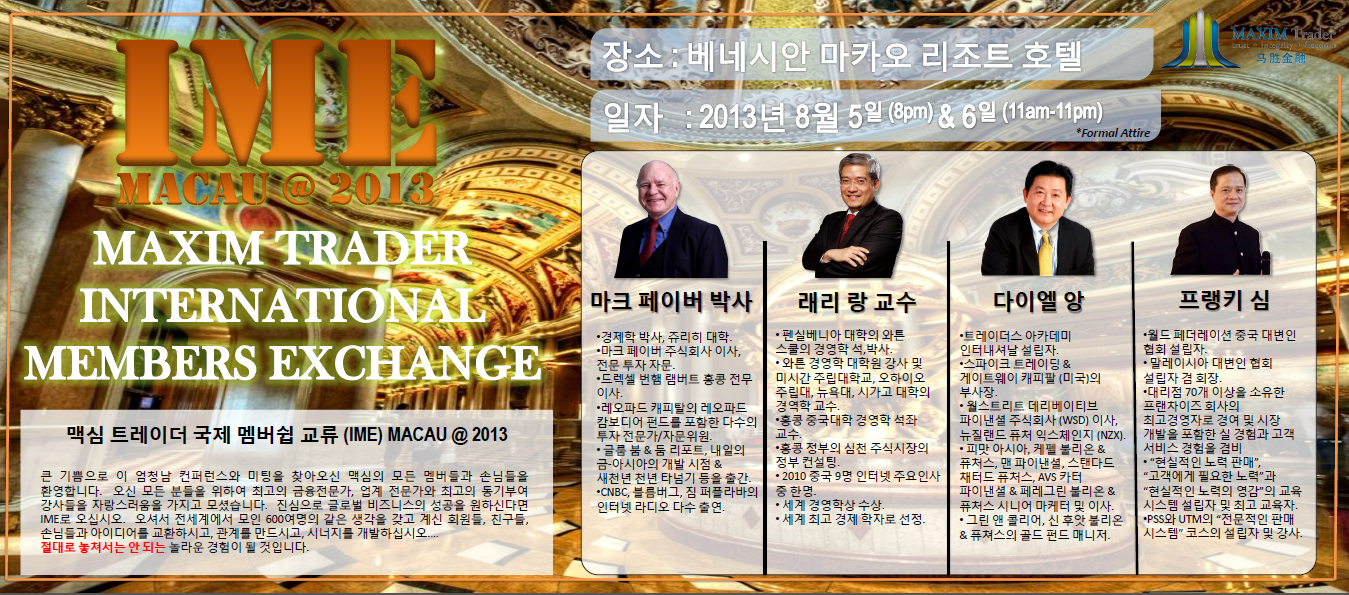 IME
MACAU @ 2013
MAXIM TRADER
INTERNATIONAL
MEMBERS EXCHANGE
맥심 트레이더 국제 멤버쉽 교류 (IME) MACAU @ 2013
큰 기쁨으로 이 엄청남 컨퍼런스와 미팅을 찾아오신 맥심의 모든 멤버들과 손님들을
환영합니다. 오신 모든 분들을 위하여 최고의 금융전문가, 업계 전문가와 최고의 동기부여
강사들을 자랑스러움을 가지고 모셨습니다. 진심으로 글로벌 비즈니스의 성공을 원하신다면
IME로 오십시오. 오셔서 전세계에서 모인 600여명의 같은 생각을 갖고 계신 회원들, 친구들,
손님들과 아이디어를 교환하시고, 관계를 만드시고, 시너지를 개발하십시오....
절대로 놓쳐서는 안 되는 놀라운 경험이 될 것입니다.
장소 : 베네시안 마카오 리조트 호텔
일자 : 2013년 8월 5일 (8pm) & 6일 (11am-11pm)
*Formal Attire
MAXIM Trader
trust · integrity · freedom
马胜金融
마크 페이버 박사
•경제학 박사, 쥬리히 대학.
•마크 페이버 주식회사 이사,
전문 투자 자문.
•드렉셀 번햄 램버트 홍콩 전무
이사.
•레오파드 캐피탈의 레오파드
캄보디어 펀드를 포함한 다수의
투자 전문가/자문위원.
• 글룸 붐 & 둠 리포트, 내일의
금-아시아의 개발 시점 &
새천년 전년 타넘기 등을 출간.
•CNBC, 블룸버그, 짐 퍼플라바의
인터넷 라디오 다수 출연.
래리 랑 교수
• 펜실베니아 대학의 와튼
스쿨의 경영학 석,박사.
• 와튼 경영학 대학원 강사 및
미시간 주립대학교, 오하이오
주립대, 뉴욕대, 시가고 대학의
경역학 교수.
•홍콩 중국대학 경영학 석좌
교수.
•홍콩 정부의 심천 주식시장의
정부 컨설팅.
• 2010 중국 9명 인터넷 주요인사
중 한명.
• 세계 경영학상 수상.
• 세계 최고 경제 학자로 선정.
다이엘 앙
•트레이더스 아카데미
인터내셔날 설립자.
•스파이크 트레이딩 &
게이트웨이 캐피팔 (미국)의
부사장.
• 월스트리트 데리베이티브
파이낸셜 주식회사 (WSD) 이사,
뉴질랜드 퓨처 익스체인지 (NZX).
• 피맛 아시아, 케펠 불리온 &
퓨처스, 맨 파이낸셜, 스탠다드
채터드 퓨처스, AVS 카터
파이낸셜 & 페레그린 불리온 &
퓨처스 시니어 마케터 및 이사.
• 그린 앤 콜리어, 신 후앗 불리온
& 퓨쳐스의 골드 펀드 매니저.
프랭키 심
•월드 페더레이션 중국 대변인
협회 설립자.
• 말레이시아 대변인 협회
설립자 겸 회장.
•대리점 70개 이상을 소유한
프랜차이즈 회사의
최고경영자로 경여 및 시장
개발을 포함한 실 경험과 고객
서비스 경험을 겸비
• "현실적인 노력 판매",
"고객에게 필요한 노력"과
"현실적인 노력의 영감"의 교육
시스템 설립자 및 최고 교육자.
•PSS와 UTM의 "전문적인 판매
시스템" 코스의 설립자 및 강사.